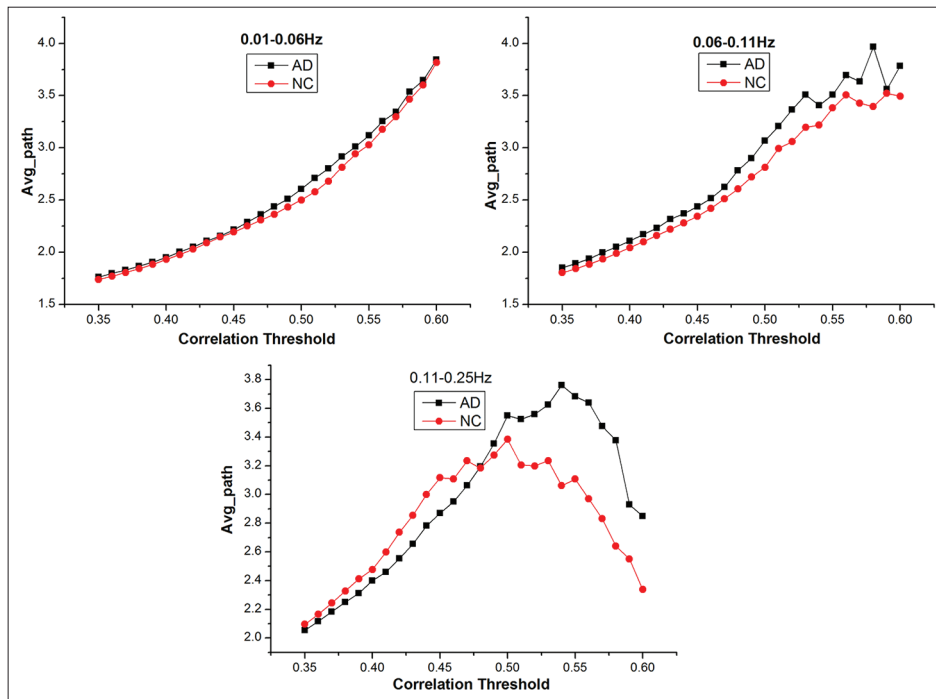 0.01-0.06Hz
AD
NC
Avg_path
4.0
3.5
3.0
2.5
2.0
1.5
0.35 0.40 0.45 0.50 0.55 0.60
Correlation Threshold
0.06-0.11Hz
AD
NC
Avg_path
4.0
3.5
3.0
2.5
2.0
1.5
0.35 0.40 0.45 0.50 0.55 0.60
Correlation Threshold
0.11-0.25Hz
AD
NC
Avg_path
3.8
3.6
3.4
3.2
3.0
2.8
2.6
2.4
2.2
2.0
0.35 0.40 0.45 0.50 0.55 0.60
Correlation Threshold